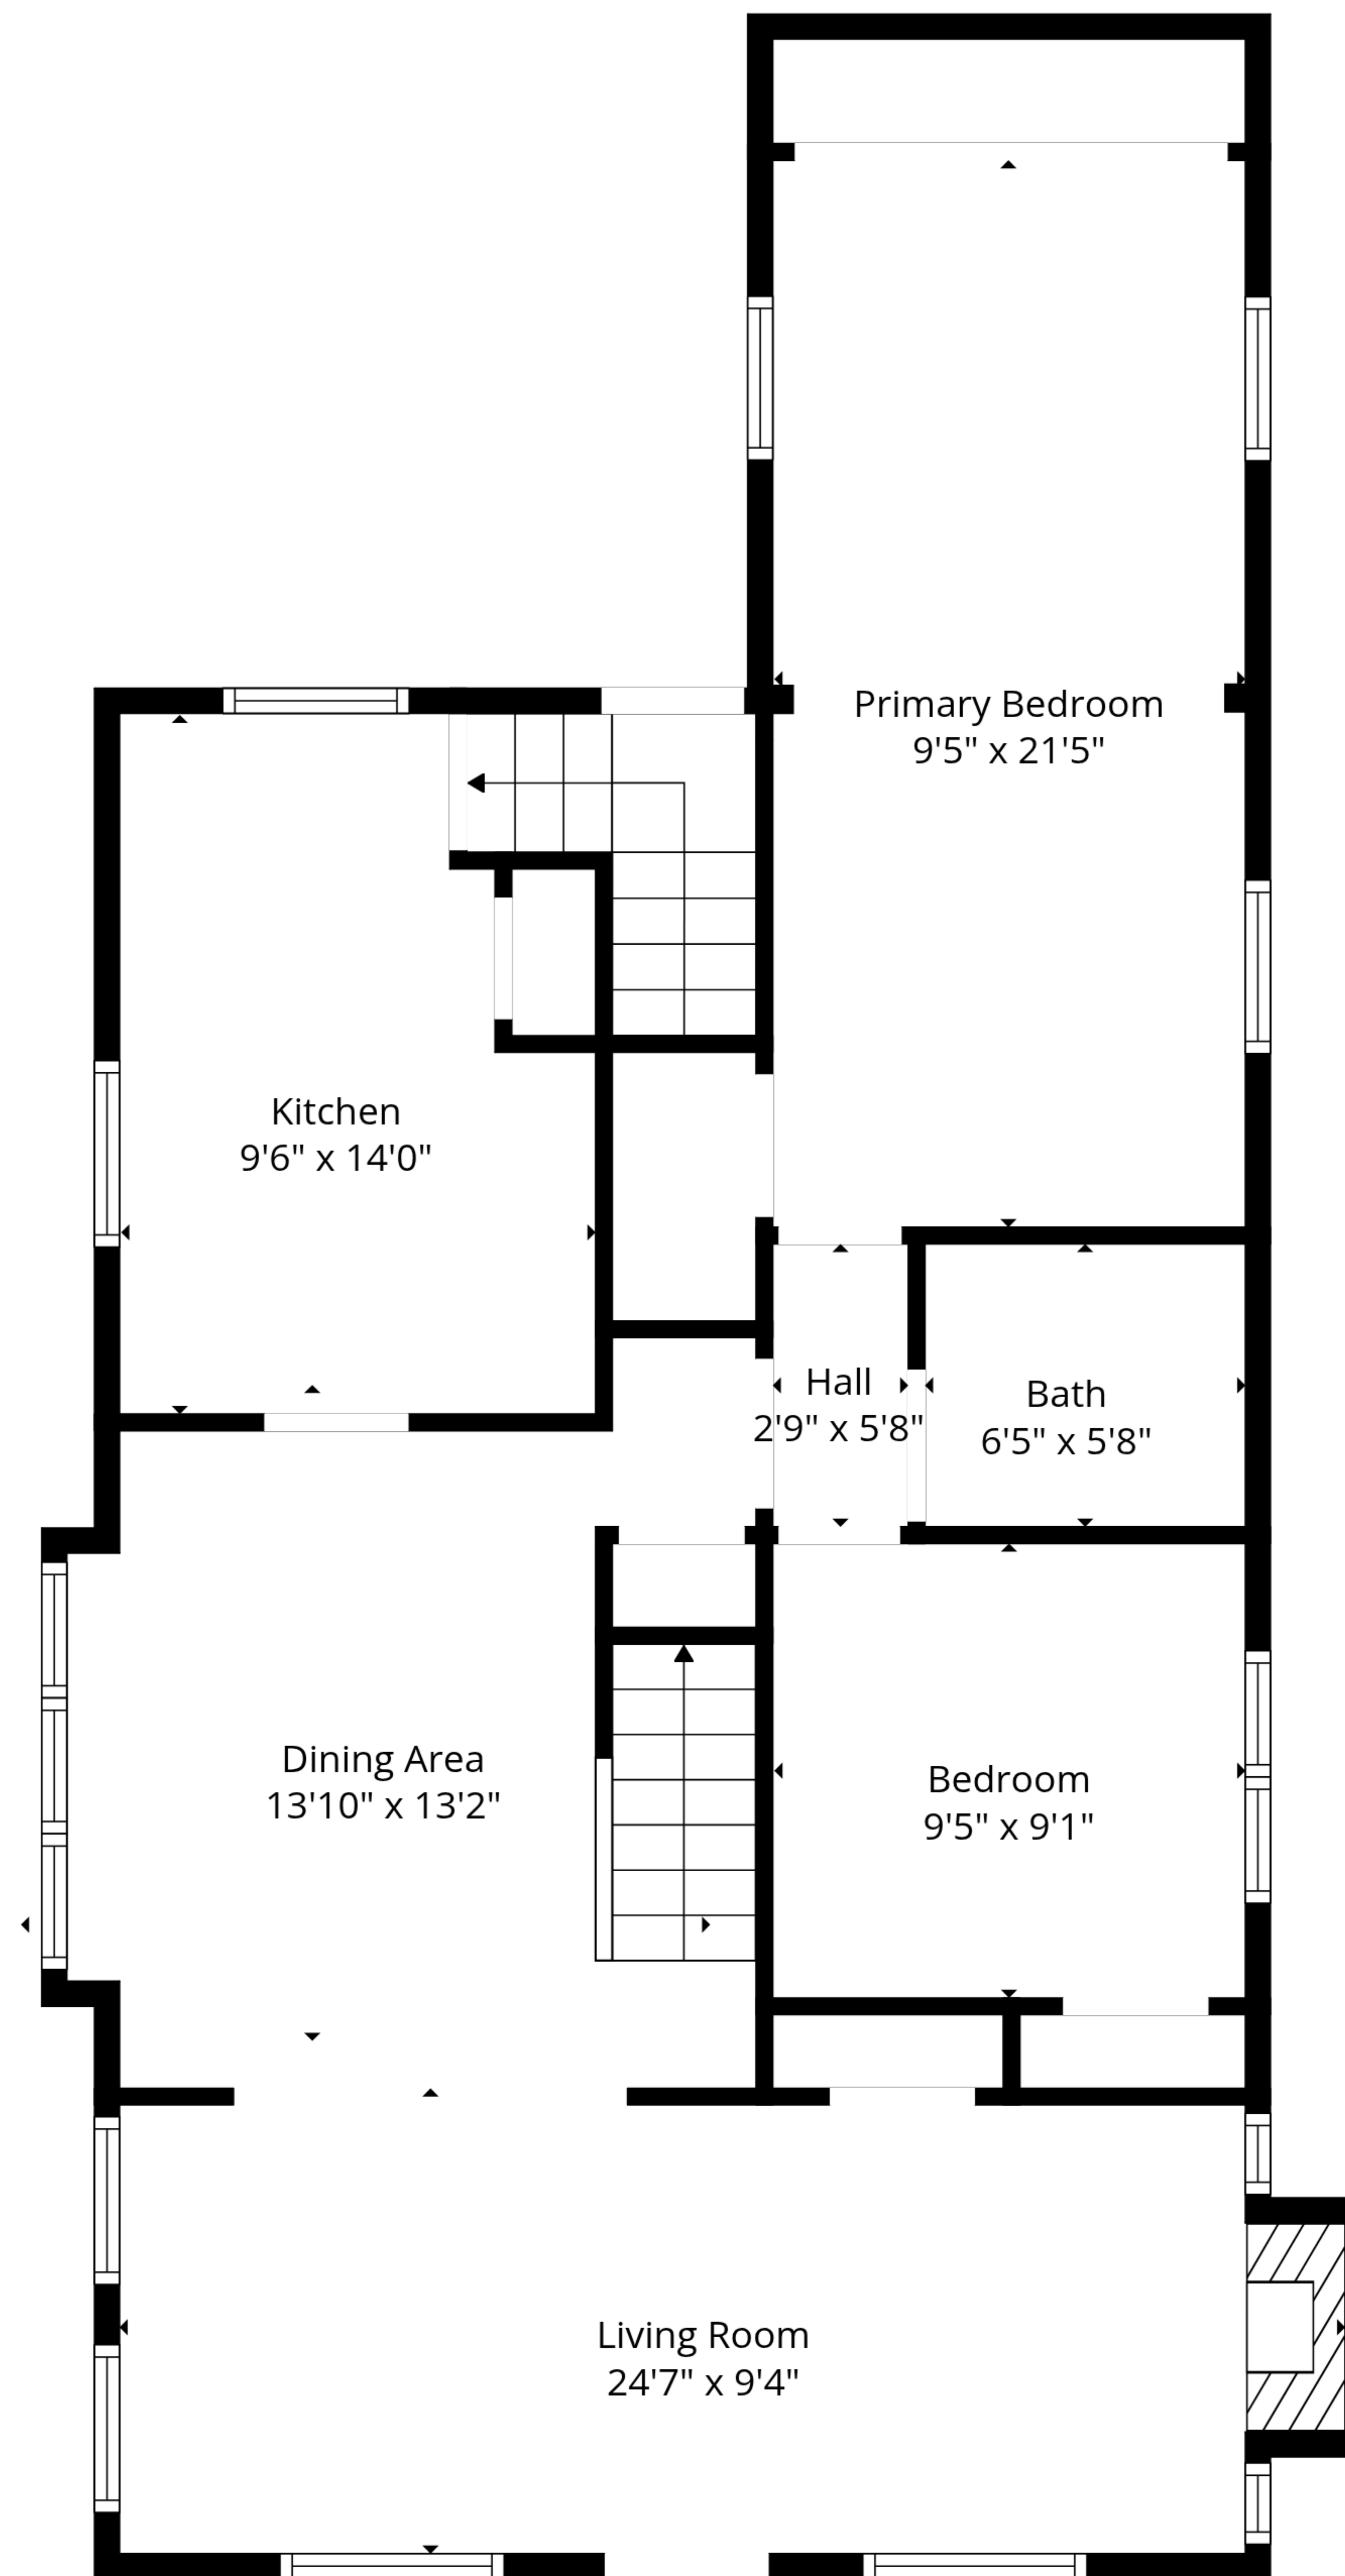 Primary Bedroom
9'5" x 21'5"
Kitchen
9'6" x 14'0"
Hall
2'9" x 5'8"
Bath
6'5" x 5'8"
Dining Area
13'10" x 13'2"
Bedroom
9'5" x 9'1"
Living Room
24'7" x 9'4"